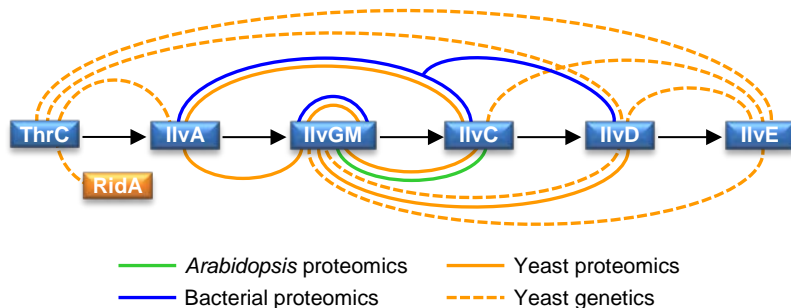 ThrC IlvA IlvGM IlvC IlvD IlvE
RidA
Arabidopsis proteomics Yeast proteomics
Bacterial proteomics Yeast genetics